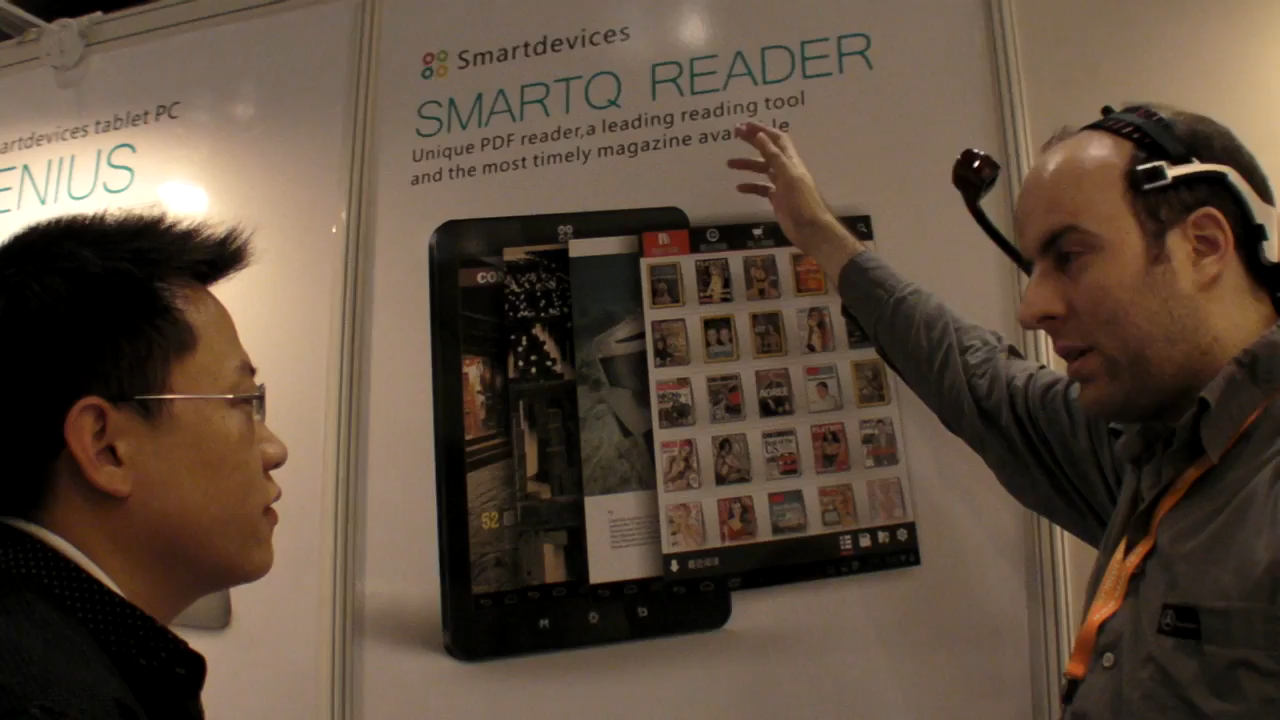 Smartdevices
SMARTQ READER
Unique PDF reader,a leading reading tool
and the most timely magazine
artdevices tablet PC
ENIUS
CO
52